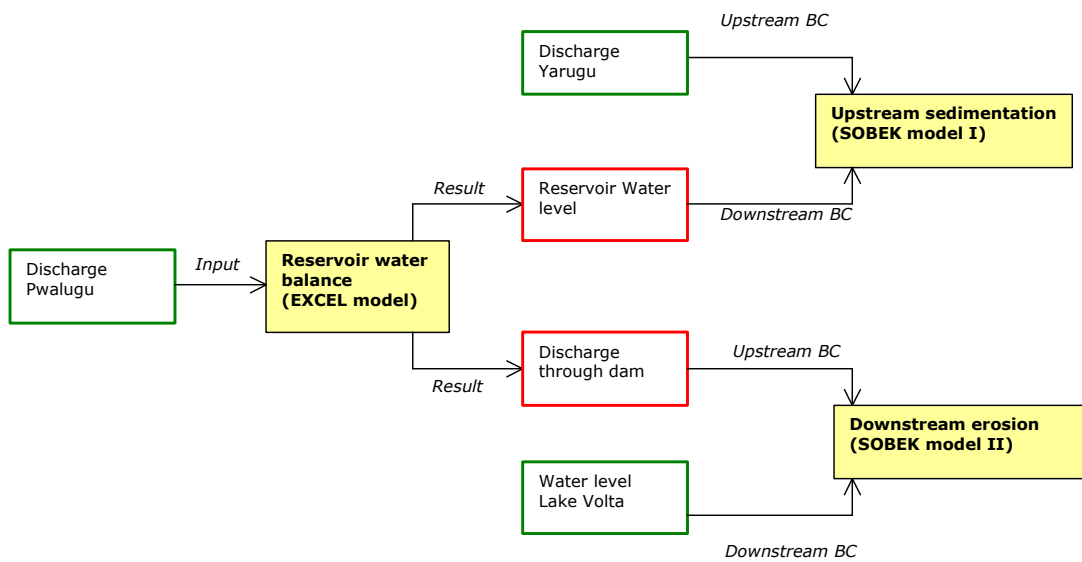 Upstream BC
Discharge
Yarugu
Upstream sedimentation
(SOBEK model I)
Result
Reservoir Water
level
Downstream BC
Discharge
Pwalugu
Input
Reservoir water
balance
(EXCEL model)
Result
Discharge
through dam
Upstream BC
Downstream erosion
(SOBEK model II)
Water level
Lake Volta
Downstream BC